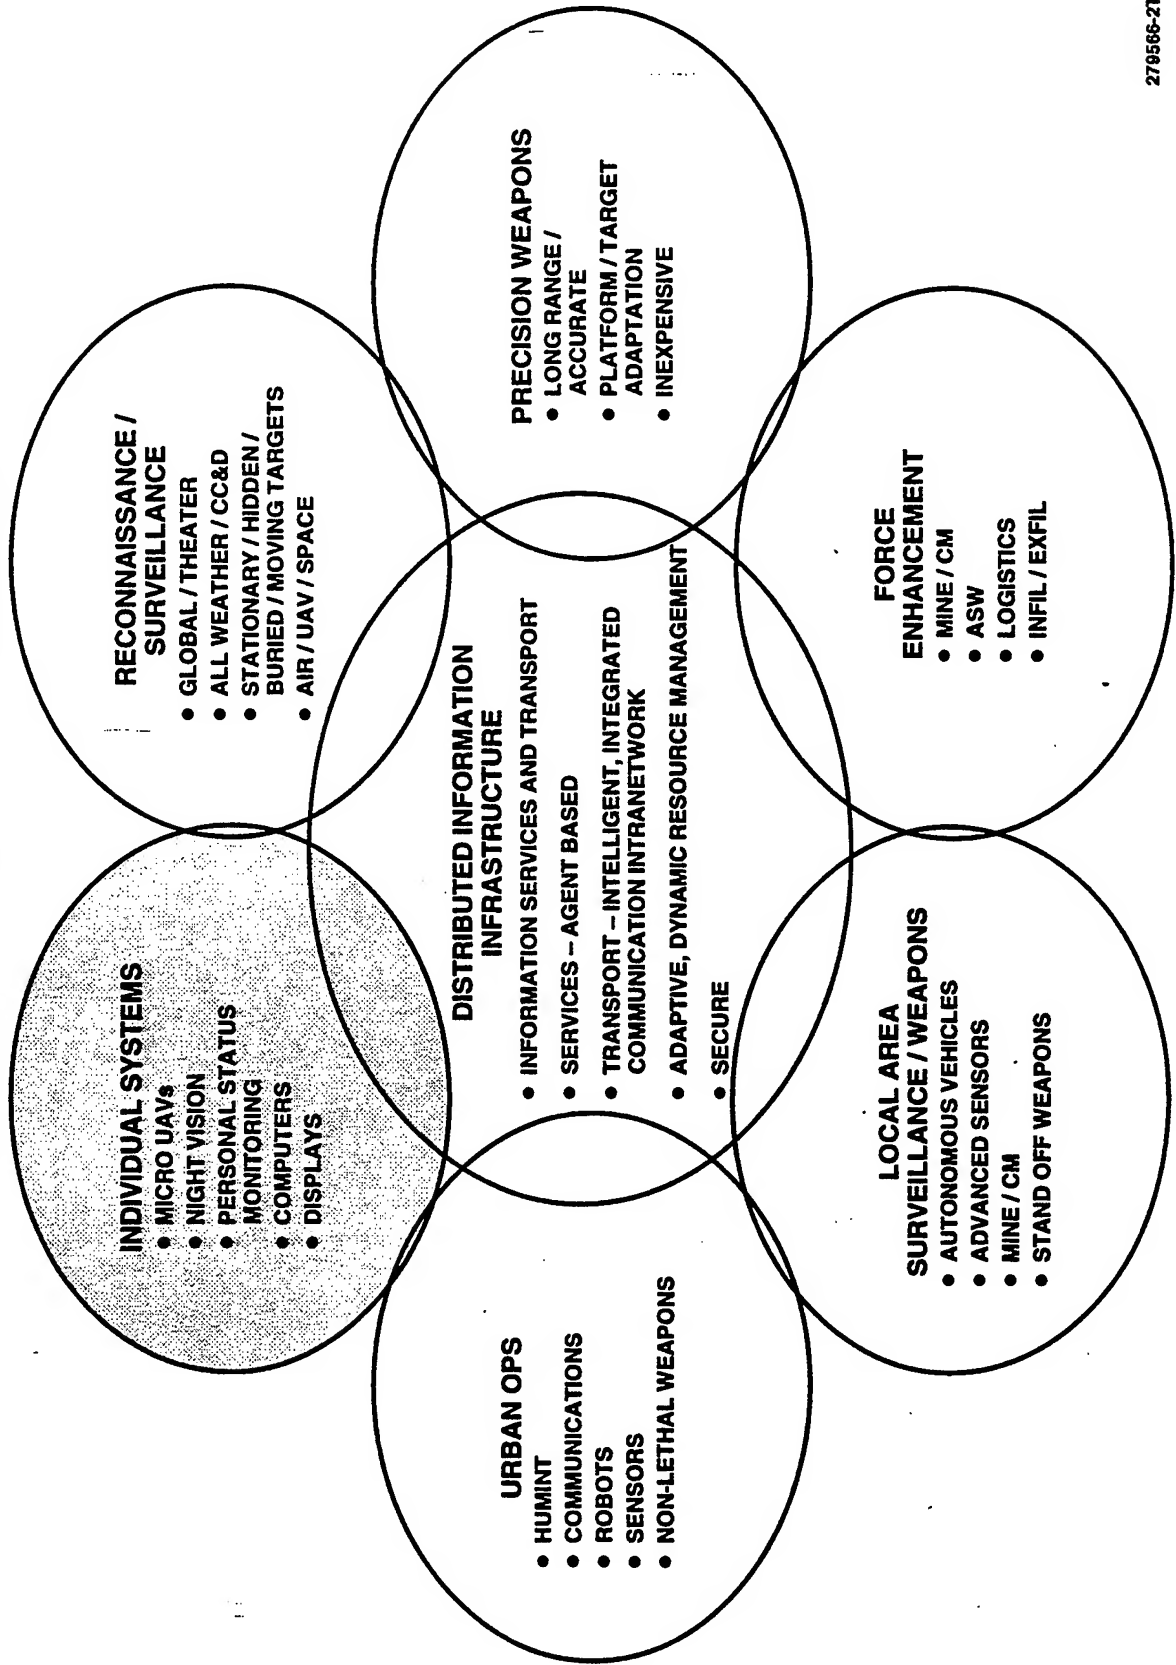 INDIVIDUAL SYSTEMS
• MICRO UAVs
• NIGHT VISION
• PERSONAL STATUS
MONITORING
• COMPUTERS
• DISPLAYS
RECONNAISSANCE /
SURVEILLANCE
• GLOBAL / THEATER
• ALL WEATHER / CC&D
• STATIONARY / HIDDEN /
BURIED / MOVING TARGETS
• AIR / UAV / SPACE
URBAN OPS
• HUMINT
• COMMUNICATIONS
• ROBOTS
• SENSORS
• NON-LETHAL WEAPONS
DISTRIBUTED INFORMATION
INFRASTRUCTURE
• INFORMATION SERVICES AND TRANSPORT
• SERVICES – AGENT BASED
• TRANSPORT – INTELLIGENT, INTEGRATED
COMMUNICATION INTRANETWORK
• ADAPTIVE, DYNAMIC RESOURCE MANAGEMENT
• SECURE
PRECISION WEAPONS
• LONG RANGE /
ACCURATE
• PLATFORM / TARGET
ADAPTATION
• INEXPENSIVE
LOCAL AREA
SURVEILLANCE / WEAPONS
• AUTONOMOUS VEHICLES
• ADVANCED SENSORS
• MINE / CM
• STAND OFF WEAPONS
FORCE
ENHANCEMENT
• MINE / CM
• ASW
• LOGISTICS
• INFIL / EXFIL